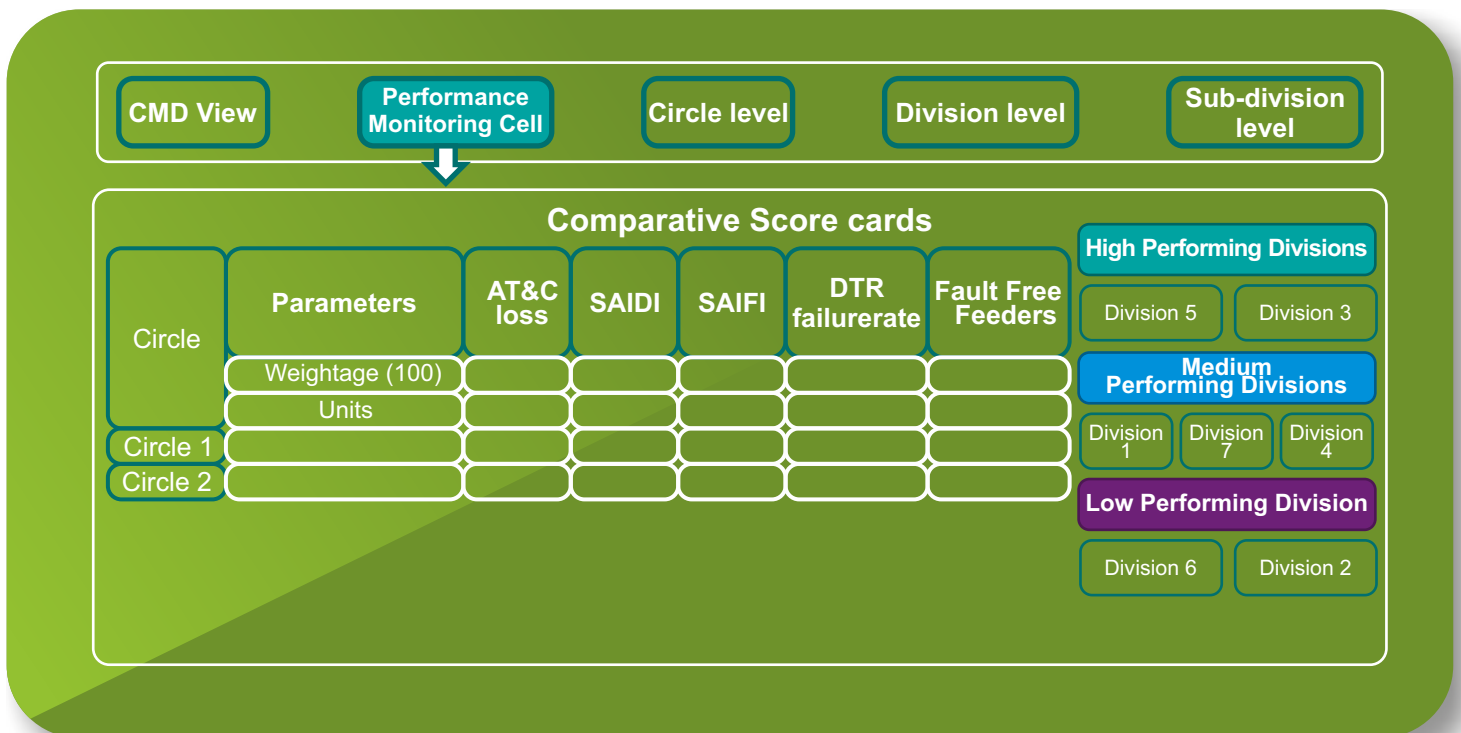 CMD View
Performance
Monitoring Cell
Circle level
Division level
Sub-division
level
Comparative Score cards
Circle
Parameters
AT&C
loss
SAIDI
SAIFI
DTR
failurerate
Fault Free
Feeders
Weightage (100)
Units
Circle 1
Circle 2
High Performing Divisions
Division 5
Division 3
Medium
Performing Divisions
Division
1
Division
7
Division
4
Low Performing Division
Division 6
Division 2